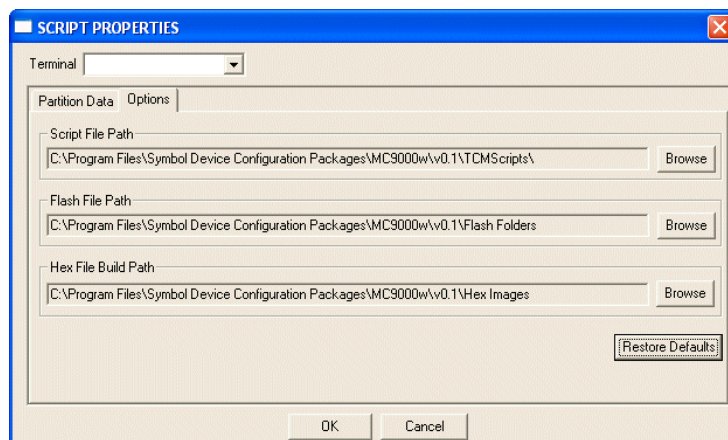 SCRIPT PROPERTIES
Terminal
Partition Data Options
Script File Path
C:\Program Files\Symbol Device Configuration Packages\MC9000w\v0.1\TCMScripts\ Browse
Flash File Path
C:\Program Files\Symbol Device Configuration Packages\MC9000w\v0.1\Flash Folders Browse
Hex File Build Path
C:\Program Files\Symbol Device Configuration Packages\MC9000w\v0.1\Hex Images Browse
Restore Defaults
OK Cancel